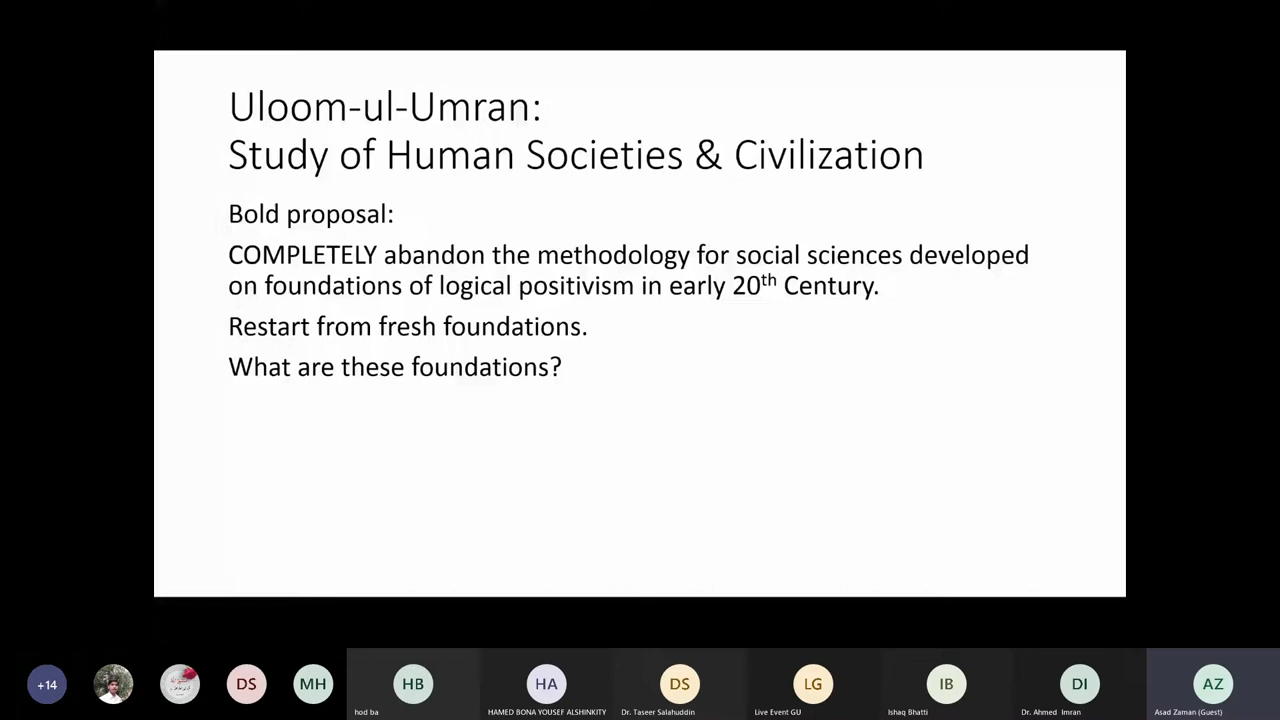 Uloom-ul-Umran:
Study of Human Societies & Civilization
Bold proposal:
COMPLETELY abandon the methodology for social sciences developed
on foundations of logical positivism in early 20th Century.
Restart from fresh foundations.
What are these foundations?
+14
DS
MH
HB
HA
DS
LG
IB
DI
AZ
hod ba
HAMED BONA YOUSEF ALSHINKITY
Dr. Taseer Salahuddin
Live Event GU
Ishaq Bhatti
Dr. Ahmed Imran
Asad Zaman (Guest)